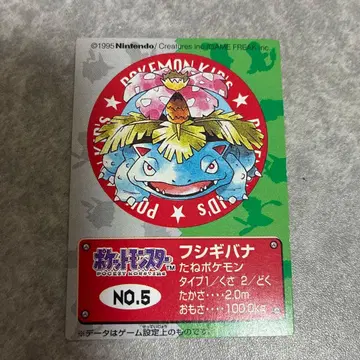 ©1995 Nintendo/Creatures inc./GAME FREAK inc.
POKEMON KID'S
ポケットモンスター™
POCKET MONSTERS
NO.5
フシギバナ
たねポケモン
タイプ1/くさ 2/どく
たかさ‥‥2.0m
おもさ‥‥100.0kg
※データはゲーム設定上のものです。